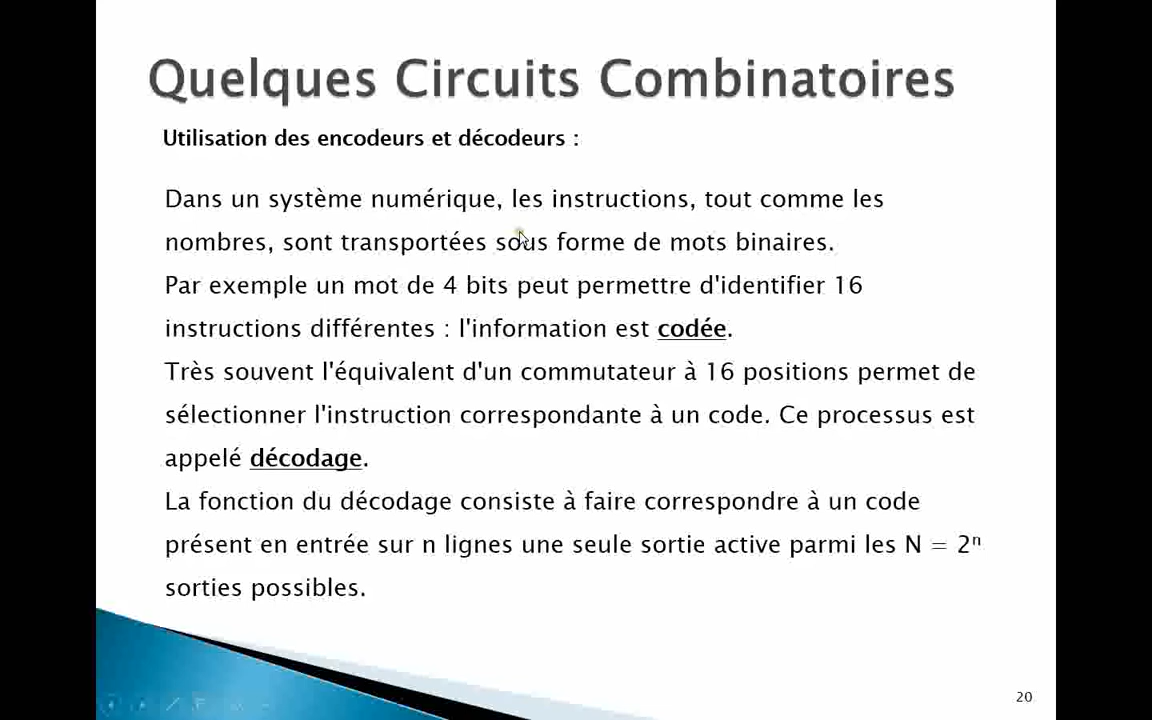 Quelques Circuits Combinatoires
Utilisation des encodeurs et décodeurs :
Dans un système numérique, les instructions, tout comme les
nombres, sont transportées sous forme de mots binaires.
Par exemple un mot de 4 bits peut permettre d'identifier 16
instructions différentes : l'information est codée.
Très souvent l'équivalent d'un commutateur à 16 positions permet de
sélectionner l'instruction correspondante à un code. Ce processus est
appelé décodage.
La fonction du décodage consiste à faire correspondre à un code
présent en entrée sur n lignes une seule sortie active parmi les N = 2ⁿ
sorties possibles.
20